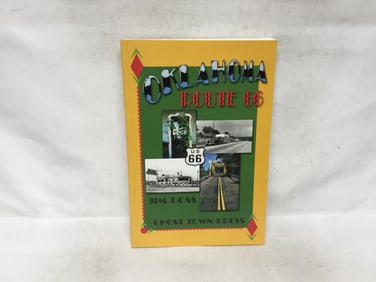 OKLAHOMA
ROUTE 66
US
66
JIM ROSS
GHOST TOWN PRESS